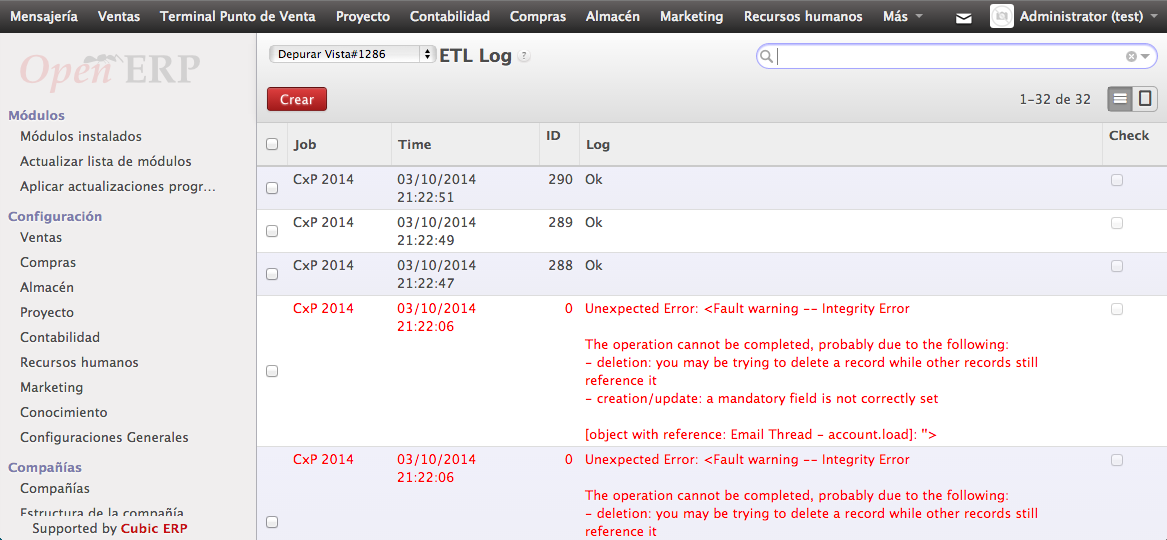 Mensajería Ventas Terminal Punto de Venta Proyecto Contabilidad Compras Almacén Marketing Recursos humanos Más Administrator (test)
Open ERP
Módulos
Módulos instalados
Actualizar lista de módulos
Aplicar actualizaciones progr...
Configuración
Ventas
Compras
Almacén
Proyecto
Contabilidad
Recursos humanos
Marketing
Conocimiento
Configuraciones Generales
Compañías
Compañías
Estructura de la compañía
Supported by Cubic ERP
Depurar Vista#1286 ETL Log ?
Crear 1-32 de 32
Job Time ID Log Check
CxP 2014 03/10/2014 290 Ok
21:22:51
CxP 2014 03/10/2014 289 Ok
21:22:49
CxP 2014 03/10/2014 288 Ok
21:22:47
CxP 2014 03/10/2014 0 Unexpected Error: <Fault warning -- Integrity Error
21:22:06
The operation cannot be completed, probably due to the following:
- deletion: you may be trying to delete a record while other records still
reference it
- creation/update: a mandatory field is not correctly set
[object with reference: Email Thread - account.load]: ">
CxP 2014 03/10/2014 0 Unexpected Error: <Fault warning -- Integrity Error
21:22:06
The operation cannot be completed, probably due to the following:
- deletion: you may be trying to delete a record while other records still
reference it